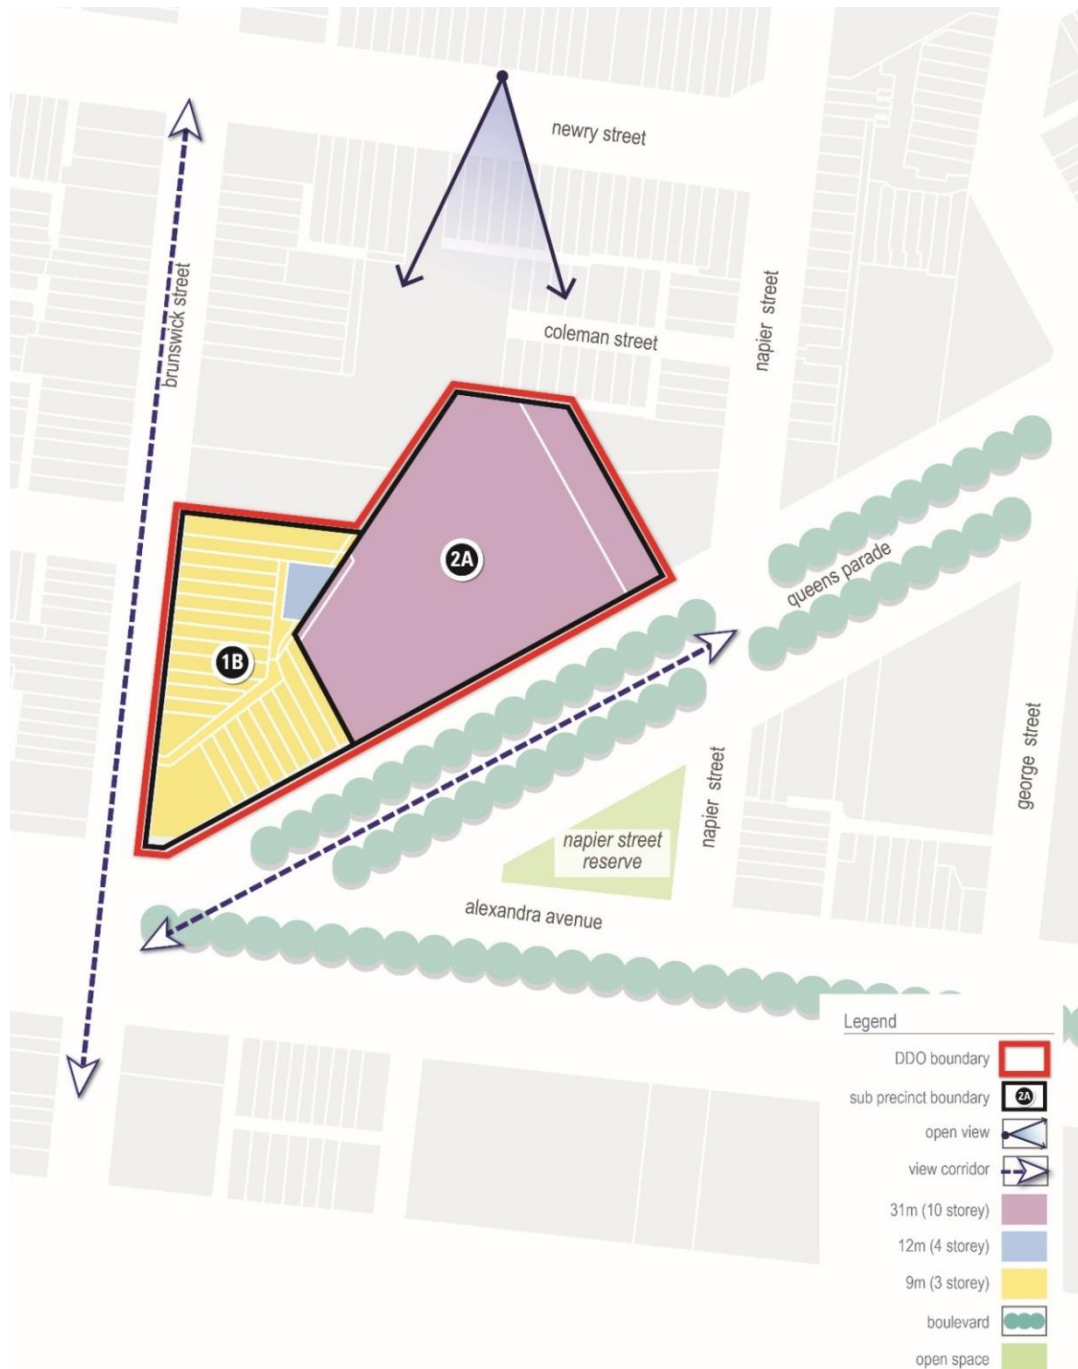 newry street
brunswick street
napier street
coleman street
2A
queens parade
1B
george street
napier street
napier street
reserve
alexandra avenue
Legend
DDO boundary
sub precinct boundary
2A
open view
view corridor
31m (10 storey)
12m (4 storey)
9m (3 storey)
boulevard
open space